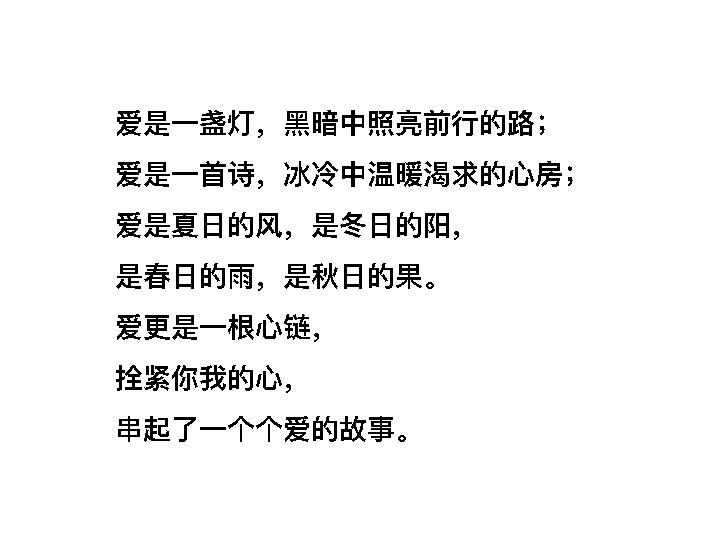 爱是一盏灯，黑暗中照亮前行的路；
爱是一首诗，冰冷中温暖渴求的心房；
爱是夏日的风，是冬日的阳，
是春日的雨，是秋日的果。
爱更是一根心链，
拴紧你我的心，
串起了一个个爱的故事。